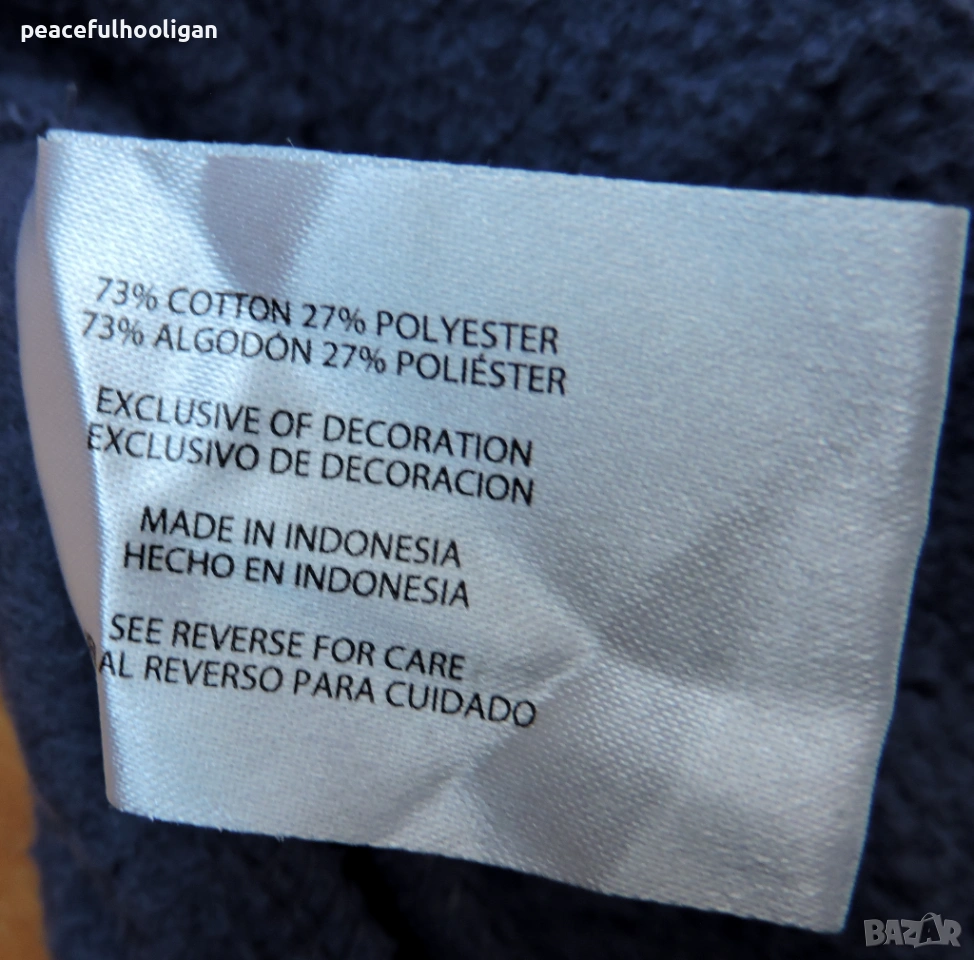 peacefulhooligan
73% COTTON 27% POLYESTER
73% ALGODÓN 27% POLIÉSTER
EXCLUSIVE OF DECORATION
EXCLUSIVO DE DECORACION
MADE IN INDONESIA
HECHO EN INDONESIA
SEE REVERSE FOR CARE
AL REVERSO PARA CUIDADO
BAZAR